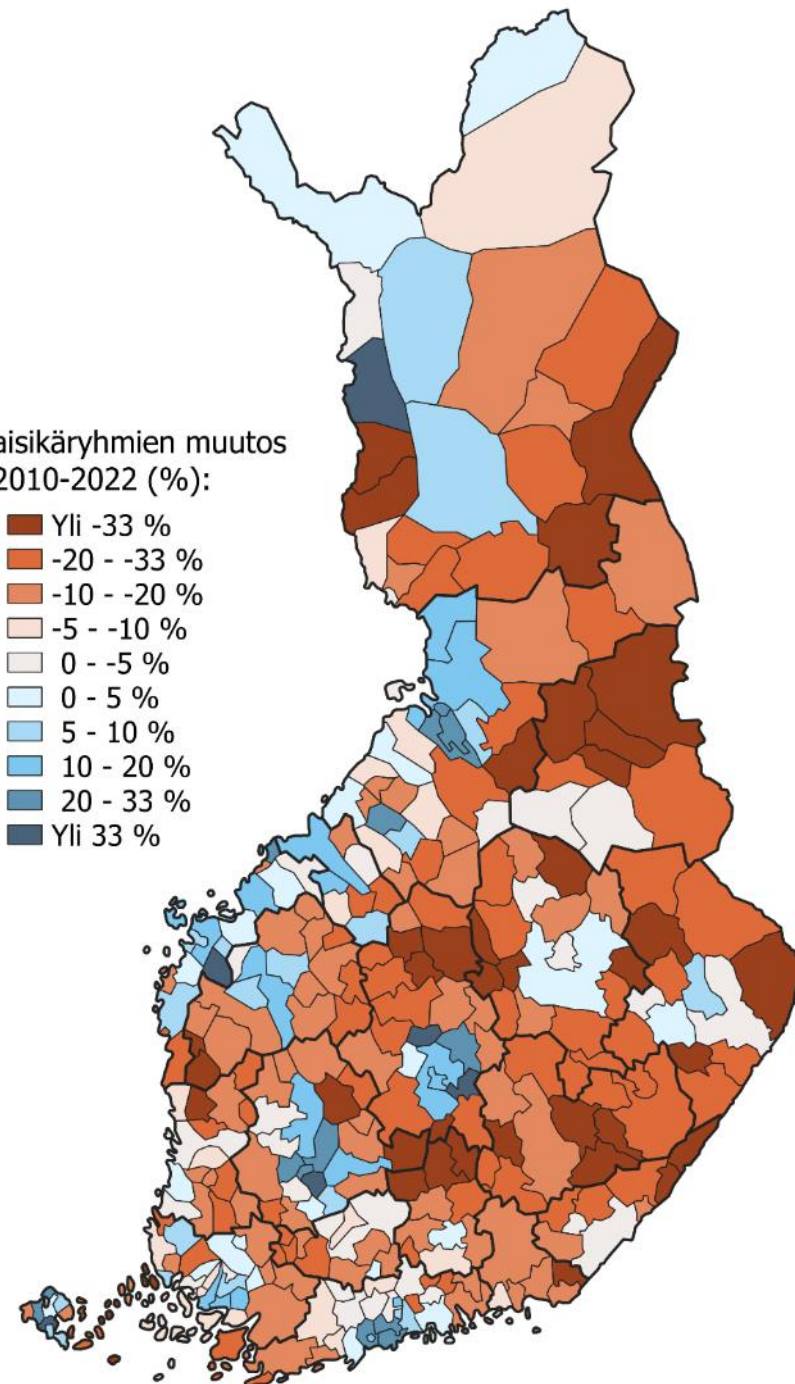 aisikäryhmien muutos
2010-2022 (%):
Yli -33 %
-20 - -33 %
-10 - -20 %
-5 - -10 %
0 - -5 %
0 - 5 %
5 - 10 %
10 - 20 %
20 - 33 %
Yli 33 %